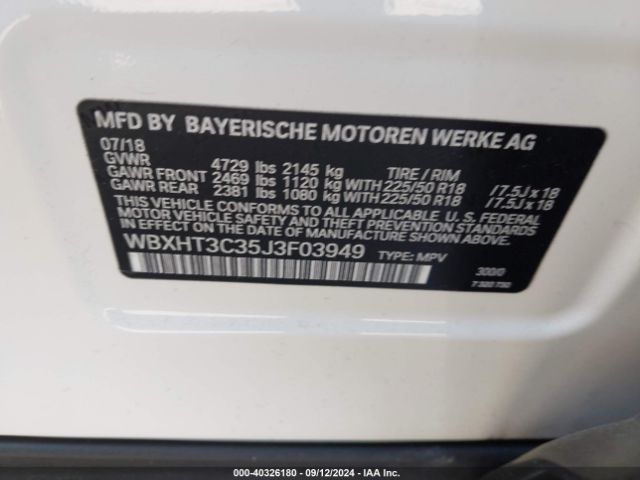 MFD BY BAYERISCHE MOTOREN WERKE AG
07/18
GVWR 4729 lbs 2145 kg TIRE / RIM
GAWR FRONT 2469 lbs 1120 kg WITH 225/50 R18 / 7.5J x 18
GAWR REAR 2381 lbs 1080 kg WITH 225/50 R18 / 7.5J x 18
THIS VEHICLE CONFORMS TO ALL APPLICABLE U. S. FEDERAL
MOTOR VEHICLE SAFETY AND THEFT PREVENTION STANDARDS
IN EFFECT ON THE DATE OF MANUFACTURE SHOWN ABOVE.
WBXHT3C35J3F03949 TYPE: MPV
300/0
000-40326180 - 09/12/2024 - IAA Inc.